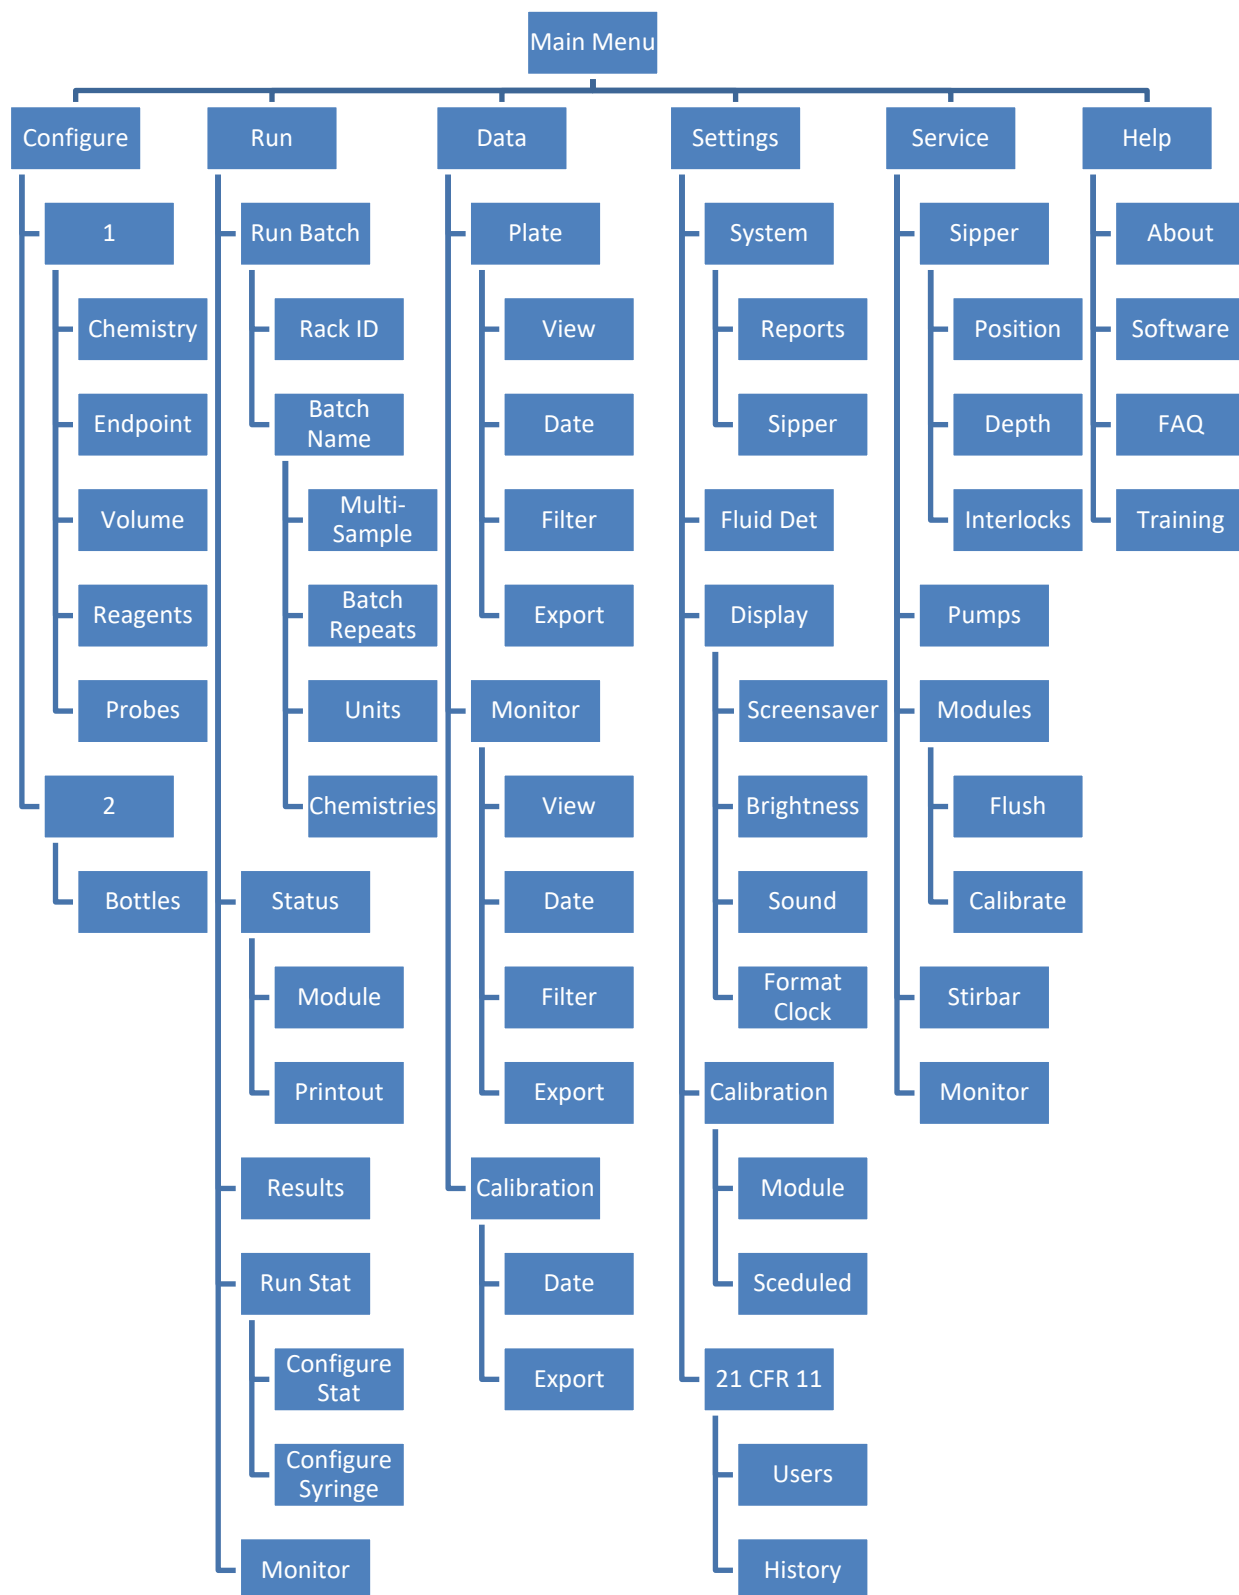 Main Menu
Configure
1
Chemistry
Endpoint
Volume
Reagents
Probes
2
Bottles
Run
Run Batch
Rack ID
Batch
Name
Multi-
Sample
Batch
Repeats
Units
Chemistries
Status
Module
Printout
Results
Run Stat
Configure
Stat
Configure
Syringe
Monitor
Data
Plate
View
Date
Filter
Export
Monitor
View
Date
Filter
Export
Calibration
Date
Export
Settings
System
Reports
Sipper
Fluid Det
Display
Screensaver
Brightness
Sound
Format
Clock
Calibration
Module
Sceduled
21 CFR 11
Users
History
Service
Sipper
Position
Depth
Interlocks
Pumps
Modules
Flush
Calibrate
Stirbar
Monitor
Help
About
Software
FAQ
Training